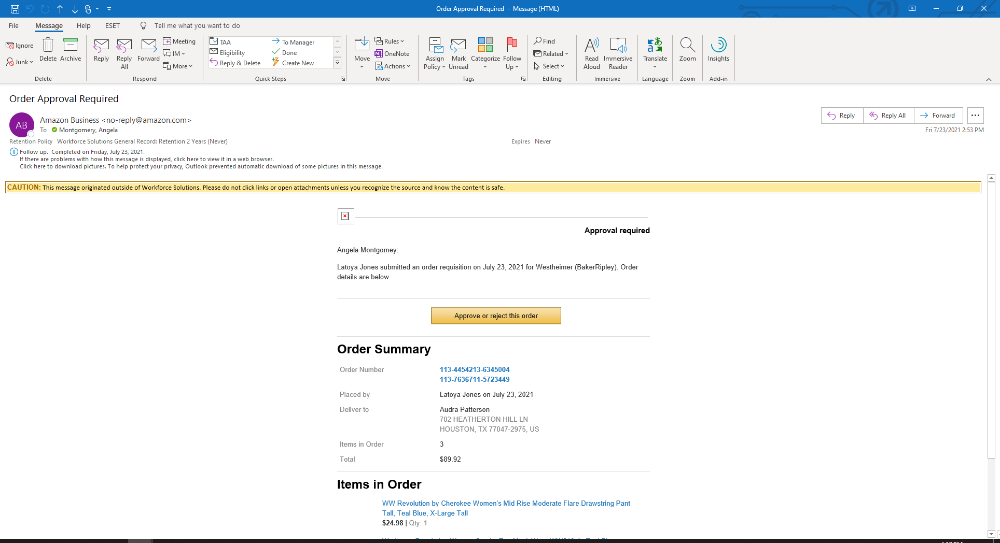 Order Approval Required - Message (HTML)
File Message Help ESET Tell me what you want to do
Ignore
Junk
Delete
Archive
Delete
Reply
Reply All
Forward
Meeting
IM
More
Respond
TAA
Eligibility
Reply & Delete
To Manager
Done
Create New
Quick Steps
Move
Rules
OneNote
Actions
Move
Assign Policy
Mark Unread
Categorize
Follow Up
Tags
Find
Related
Select
Editing
Read Aloud
Immersive Reader
Immersive
Translate
Language
Zoom
Zoom
Insights
Add-in
Order Approval Required
AB
Amazon Business <no-reply@amazon.com>
To Montgomery, Angela
Reply Reply All Forward
Fri 7/23/2021 2:53 PM
Retention Policy Workforce Solutions General Record: Retention 2 Years (Never) Expires Never
Follow up. Completed on Friday, July 23, 2021.
If there are problems with how this message is displayed, click here to view it in a web browser.
Click here to download pictures. To help protect your privacy, Outlook prevented automatic download of some pictures in this message.
CAUTION: This message originated outside of Workforce Solutions. Please do not click links or open attachments unless you recognize the source and know the content is safe.
Approval required
Angela Montgomey:
Latoya Jones submitted an order requisition on July 23, 2021 for Westheimer (BakerRipley). Order
details are below.
Approve or reject this order
Order Summary
Order Number 113-4454213-6345004
113-7636711-5723449
Placed by Latoya Jones on July 23, 2021
Deliver to Audra Patterson
702 HEATHERTON HILL LN
HOUSTON, TX 77047-2975, US
Items in Order 3
Total $89.92
Items in Order
WW Revolution by Cherokee Women's Mid Rise Moderate Flare Drawstring Pant
Tall, Teal Blue, X-Large Tall
$24.98 | Qty: 1